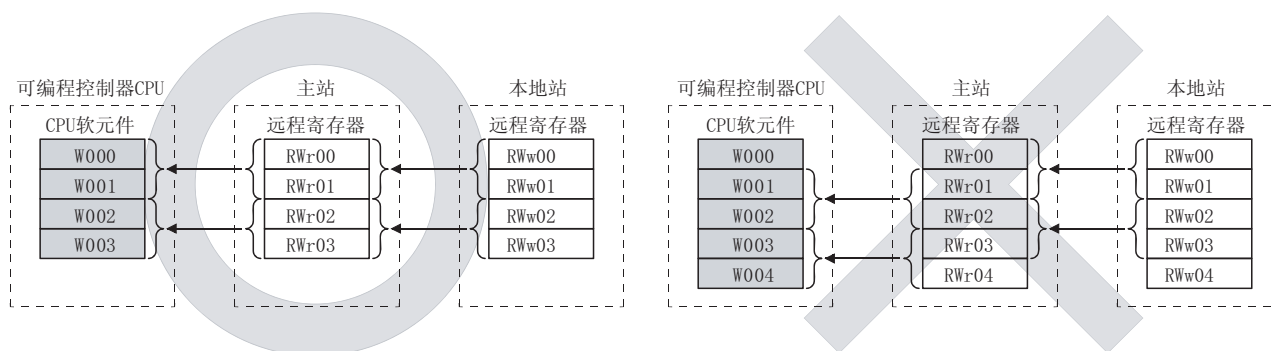 可编程控制器CPU
主站
本地站
CPU软元件
远程寄存器
远程寄存器
W000
RWr00
RWw00
W001
RWr01
RWw01
W002
RWr02
RWw02
W003
RWr03
RWw03
可编程控制器CPU
主站
本地站
CPU软元件
远程寄存器
远程寄存器
W000
RWr00
RWw00
W001
RWr01
RWw01
W002
RWr02
RWw02
W003
RWr03
RWw03
W004
RWr04
RWw04